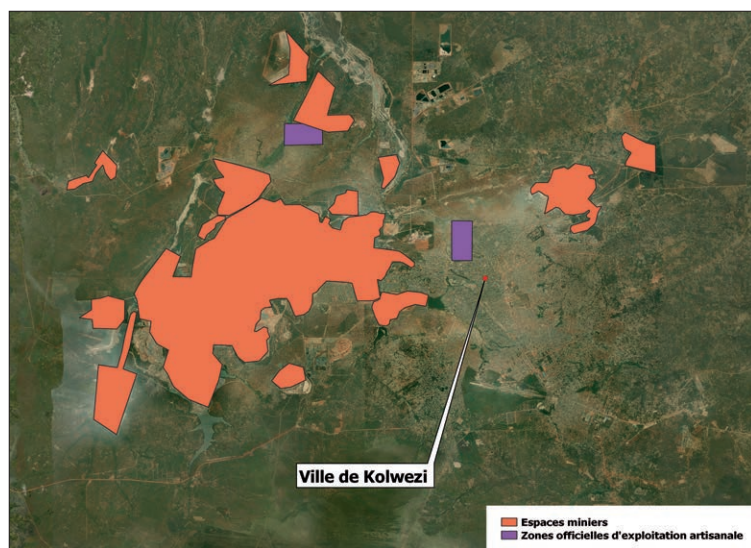 Ville de Kolwezi
Espaces miniers
Zones officielles d'exploitation artisanale